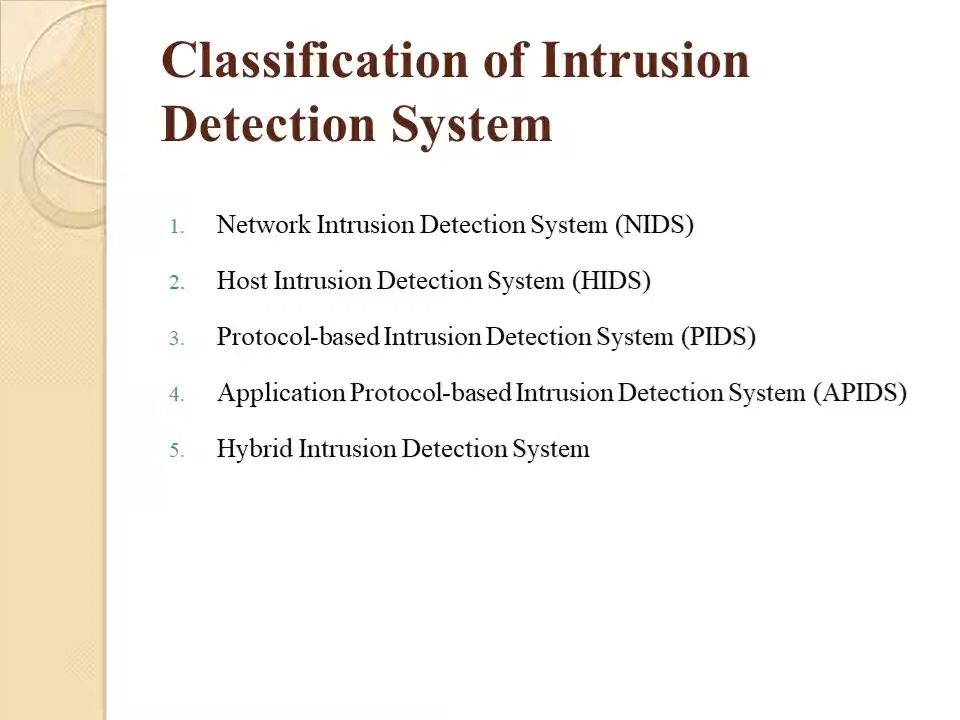 Classification of Intrusion
Detection System
1. Network Intrusion Detection System (NIDS)
2. Host Intrusion Detection System (HIDS)
3. Protocol-based Intrusion Detection System (PIDS)
4. Application Protocol-based Intrusion Detection System (APIDS)
5. Hybrid Intrusion Detection System